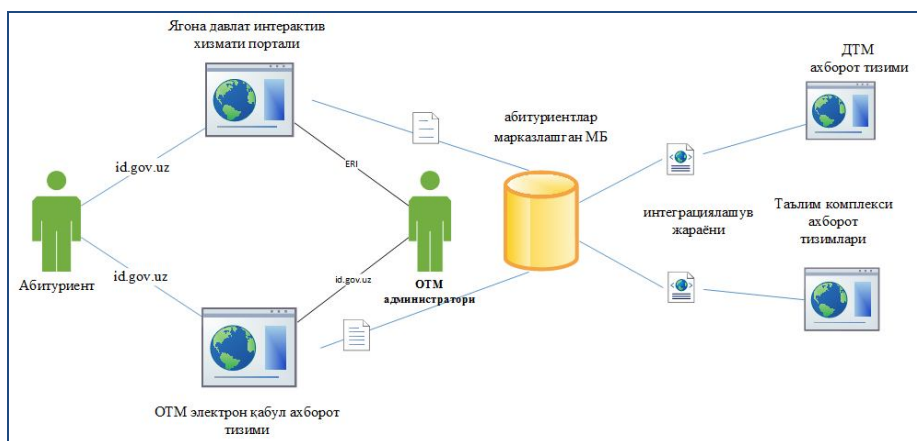 Ягона давлат интерактив
хизмати портали
ДТМ
ахборот тизими
абитуриентлар
марказлашган МБ
id.gov.uz
ERI
интеграциялашув
жараёни
Таълим комплекси
ахборот
тизимлари
Абитуриент
id.gov.uz
id.gov.uz
ОТМ
администратори
ОТМ электрон қабул ахборот
тизими